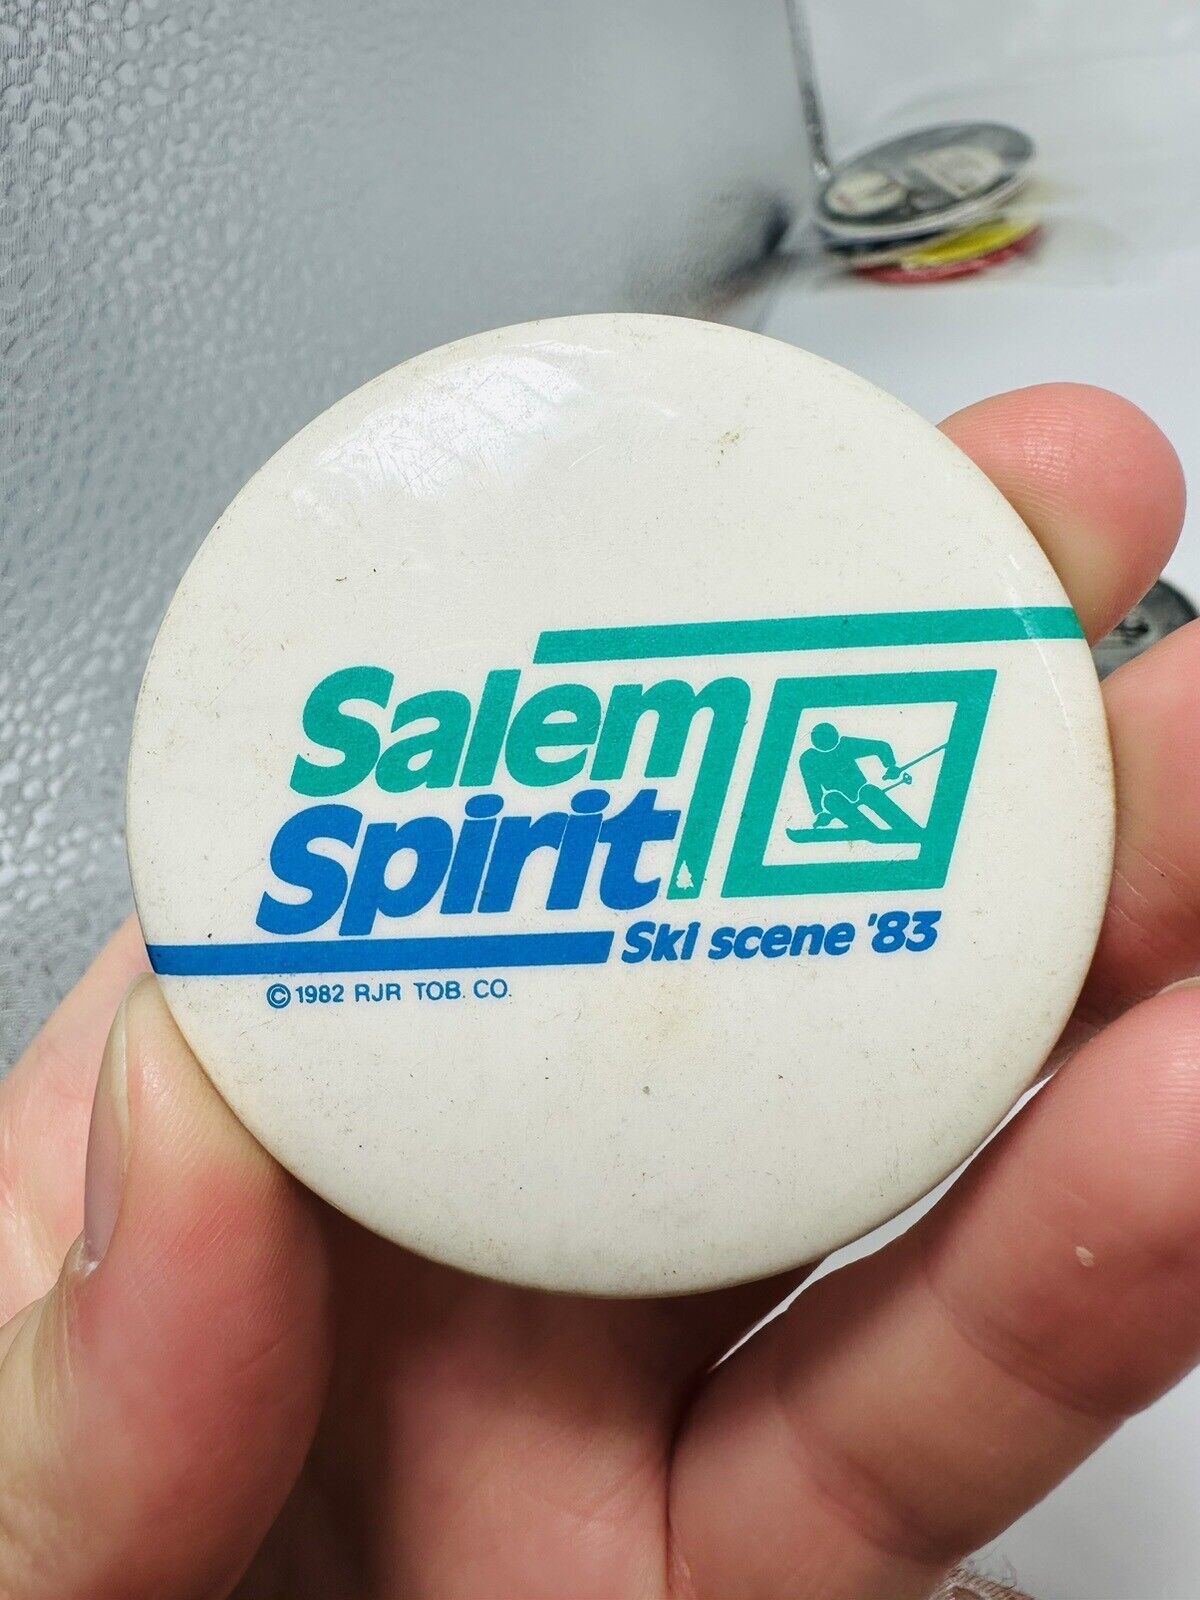 Salem
Spirit
Ski scene '83
© 1982 RJR TOB. CO.